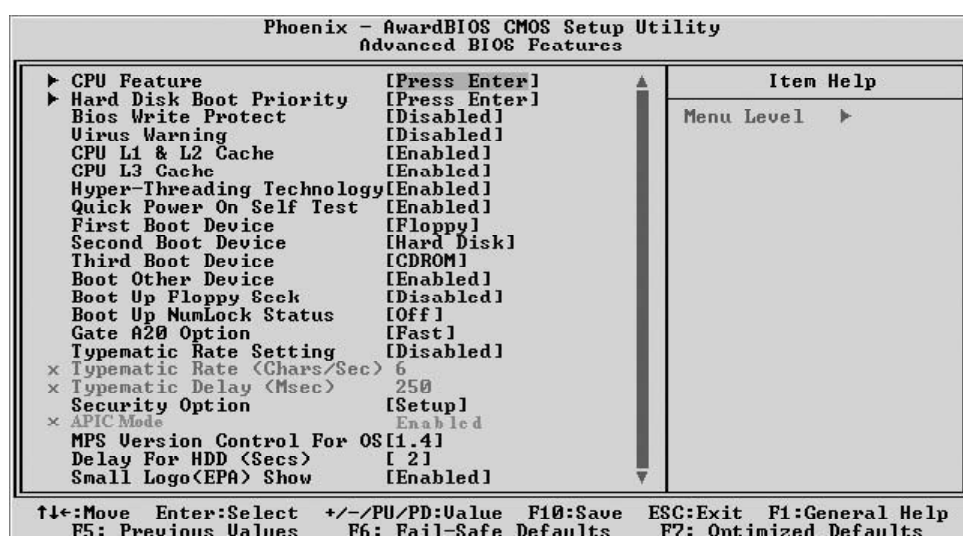 Phoenix - AwardBIOS CMOS Setup Utility
Advanced BIOS Features
▶ CPU Feature [Press Enter]
▶ Hard Disk Boot Priority [Press Enter]
Bios Write Protect [Disabled]
Virus Warning [Disabled]
CPU L1 & L2 Cache [Enabled]
CPU L3 Cache [Enabled]
Hyper-Threading Technology[Enabled]
Quick Power On Self Test [Enabled]
First Boot Device [Floppy]
Second Boot Device [Hard Disk]
Third Boot Device [CDROM]
Boot Other Device [Enabled]
Boot Up Floppy Seek [Disabled]
Boot Up NumLock Status [Off]
Gate A20 Option [Fast]
Typematic Rate Setting [Disabled]
x Typematic Rate (Chars/Sec) 6
x Typematic Delay (Msec) 250
Security Option [Setup]
x APIC Mode Enabled
MPS Version Control For OS[1.4]
Delay For HDD (Secs) [ 2]
Small Logo(EPA) Show [Enabled]
Item Help
Menu Level ▶
↑↓←:Move Enter:Select +/-/PU/PD:Value F10:Save ESC:Exit F1:General Help
F5: Previous Values F6: Fail-Safe Defaults F7: Optimized Defaults